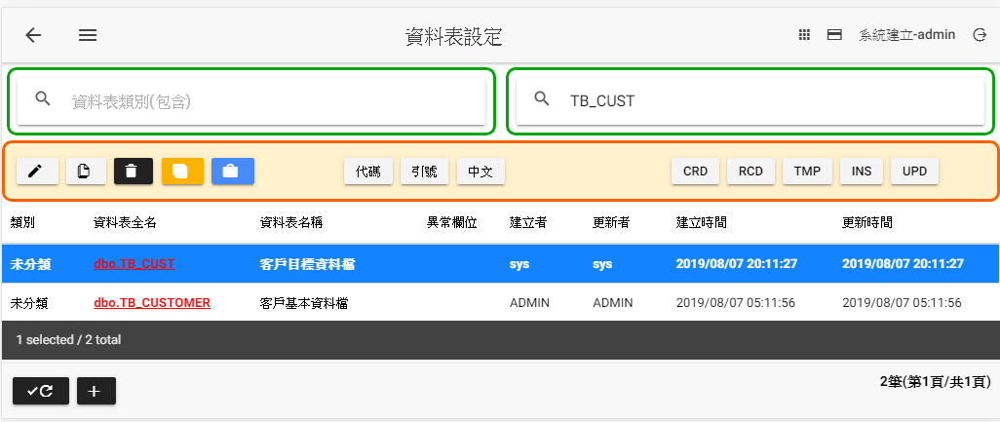 資料表設定
系統建立-admin
資料表類別(包含)
TB_CUST
代碼 引號 中文 CRD RCD TMP INS UPD
類別 資料表全名 資料表名稱 異常欄位 建立者 更新者 建立時間 更新時間
未分類 dbo.TB_CUST 客戶目標資料檔 sys sys 2019/08/07 20:11:27 2019/08/07 20:11:27
未分類 dbo.TB_CUSTOMER 客戶基本資料檔 ADMIN ADMIN 2019/08/07 05:11:56 2019/08/07 05:11:56
1 selected / 2 total
2筆(第1頁/共1頁)